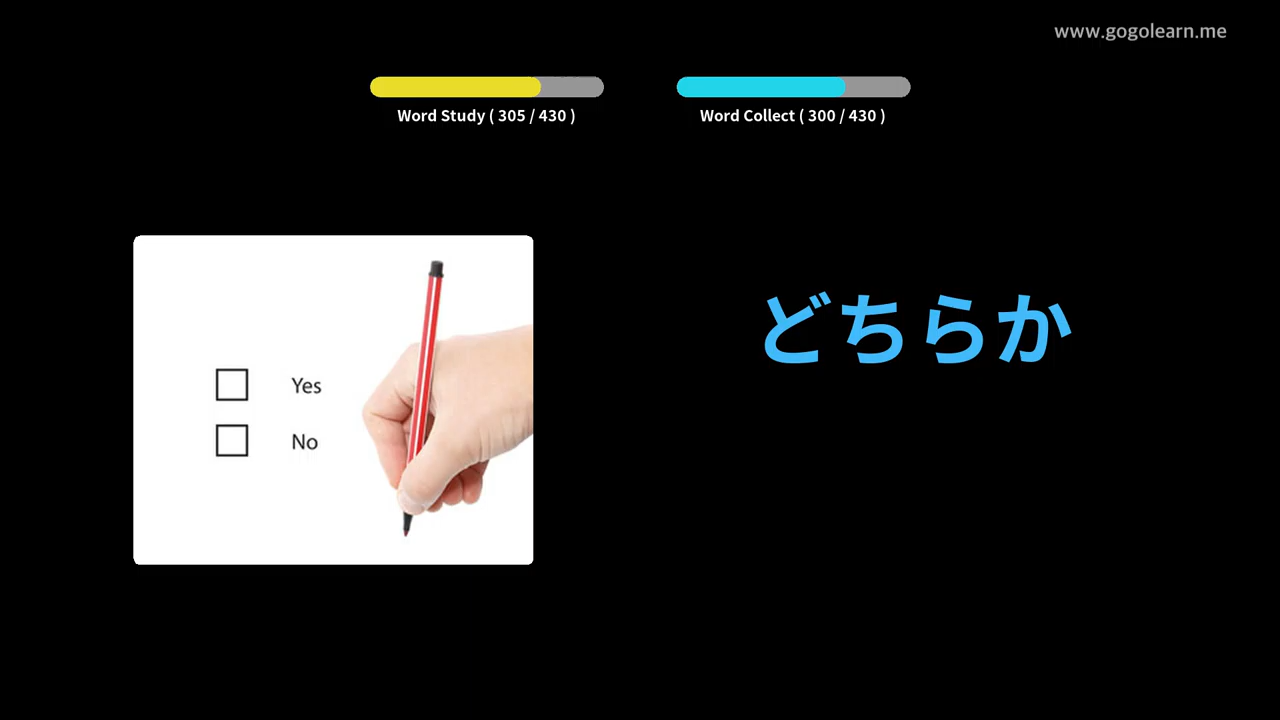 www.gogolearn.me
Word Study ( 305 / 430 )
Word Collect ( 300 / 430 )
どちらか
Yes
No